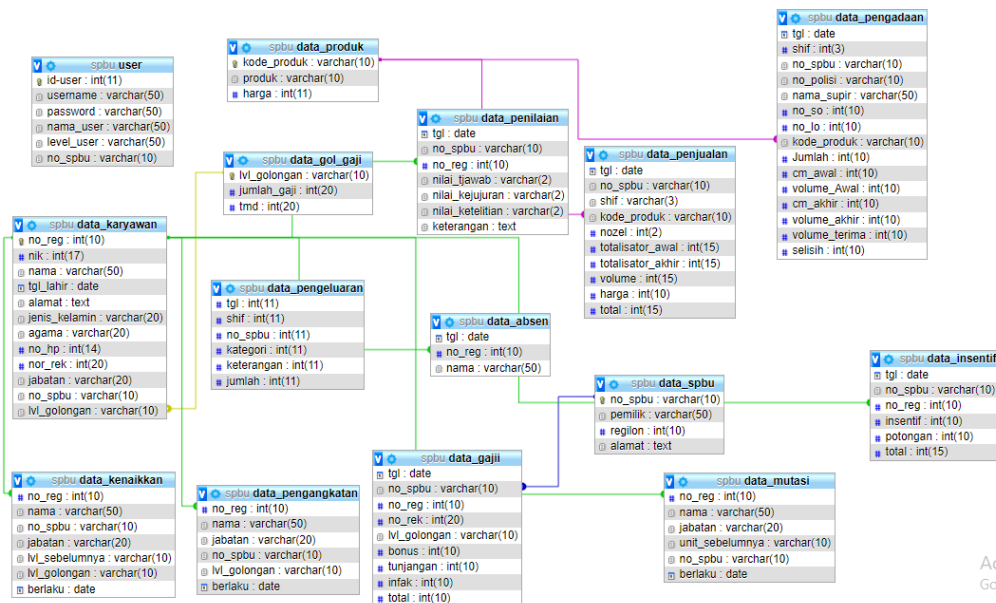 spbu user
id-user : int(11)
username : varchar(50)
password : varchar(50)
nama_user : varchar(50)
level_user : varchar(50)
no_spbu : varchar(10)
spbu data_produk
kode_produk : varchar(10)
produk : varchar(10)
harga : int(11)
spbu data_pengadaan
tgl : date
shif : int(3)
no_spbu : varchar(10)
no_polisi : varchar(10)
nama_supir : varchar(50)
no_so : int(10)
no_lo : int(10)
kode_produk : varchar(10)
Jumlah : int(10)
cm_awal : int(10)
volume_Awal : int(10)
cm_akhir : int(10)
volume_akhir : int(10)
volume_terima : int(10)
selisih : int(10)
spbu data_penilaian
tgl : date
no_spbu : varchar(10)
no_reg : int(10)
nilai_tjawab : varchar(2)
nilai_kejujuran : varchar(2)
nilai_ketelitian : varchar(2)
keterangan : text
spbu data_penjualan
tgl : date
no_spbu : varchar(10)
shif : varchar(3)
kode_produk : varchar(10)
nozel : int(2)
totalisator_awal : int(15)
totalisator_akhir : int(15)
volume : int(15)
harga : int(10)
total : int(15)
spbu data_gol_gaji
lvl_golongan : varchar(10)
jumlah_gaji : int(20)
tmd : int(20)
spbu data_karyawan
no_reg : int(10)
nik : int(17)
nama : varchar(50)
tgl_lahir : date
alamat : text
jenis_kelamin : varchar(20)
agama : varchar(20)
no_hp : int(14)
nor_rek : int(20)
jabatan : varchar(20)
no_spbu : varchar(10)
lvl_golongan : varchar(10)
spbu data_pengeluaran
tgl : int(11)
shif : int(11)
no_spbu : int(11)
kategori : int(11)
keterangan : int(11)
jumlah : int(11)
spbu data_absen
tgl : date
no_reg : int(10)
nama : varchar(50)
spbu data_spbu
no_spbu : varchar(10)
pemilik : varchar(50)
regilon : int(10)
alamat : text
spbu data_insentif
tgl : date
no_spbu : varchar(10)
no_reg : int(10)
insentif : int(10)
potongan : int(10)
total : int(15)
spbu data_kenaikkan
no_reg : int(10)
nama : varchar(50)
no_spbu : varchar(10)
jabatan : varchar(20)
lvl_sebelumnya : varchar(10)
lvl_golongan : varchar(10)
berlaku : date
spbu data_pengangkatan
no_reg : int(10)
nama : varchar(50)
jabatan : varchar(20)
no_spbu : varchar(10)
lvl_golongan : varchar(10)
berlaku : date
spbu data_gajii
tgl : date
no_spbu : varchar(10)
no_reg : int(10)
no_rek : int(20)
lvl_golongan : varchar(10)
bonus : int(10)
tunjangan : int(10)
infak : int(10)
total : int(10)
spbu data_mutasi
no_reg : int(10)
nama : varchar(50)
jabatan : varchar(20)
unit_sebelumnya : varchar(10)
no_spbu : varchar(10)
berlaku : date